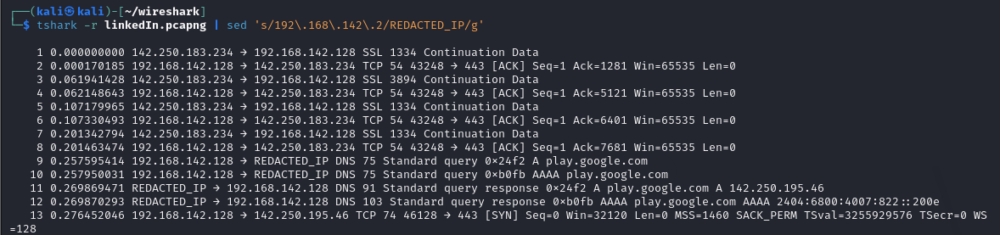 ┌──(kali㉿kali)-[~/wireshark]
└─$ tshark -r linkedIn.pcapng | sed 's/192\.168\.142\.2/REDACTED_IP/g'
1 0.000000000 142.250.183.234 → 192.168.142.128 SSL 1334 Continuation Data
2 0.000170185 192.168.142.128 → 142.250.183.234 TCP 54 43248 → 443 [ACK] Seq=1 Ack=1281 Win=65535 Len=0
3 0.061941428 142.250.183.234 → 192.168.142.128 SSL 3894 Continuation Data
4 0.062148643 192.168.142.128 → 142.250.183.234 TCP 54 43248 → 443 [ACK] Seq=1 Ack=5121 Win=65535 Len=0
5 0.107179965 142.250.183.234 → 192.168.142.128 SSL 1334 Continuation Data
6 0.107330493 192.168.142.128 → 142.250.183.234 TCP 54 43248 → 443 [ACK] Seq=1 Ack=6401 Win=65535 Len=0
7 0.201342794 142.250.183.234 → 192.168.142.128 SSL 1334 Continuation Data
8 0.201463474 192.168.142.128 → 142.250.183.234 TCP 54 43248 → 443 [ACK] Seq=1 Ack=7681 Win=65535 Len=0
9 0.257595414 192.168.142.128 → REDACTED_IP DNS 75 Standard query 0×24f2 A play.google.com
10 0.257950031 192.168.142.128 → REDACTED_IP DNS 75 Standard query 0×b0fb AAAA play.google.com
11 0.269869471 REDACTED_IP → 192.168.142.128 DNS 91 Standard query response 0×24f2 A play.google.com A 142.250.195.46
12 0.269870293 REDACTED_IP → 192.168.142.128 DNS 103 Standard query response 0×b0fb AAAA play.google.com AAAA 2404:6800:4007:822::200e
13 0.276452046 192.168.142.128 → 142.250.195.46 TCP 74 46128 → 443 [SYN] Seq=0 Win=32120 Len=0 MSS=1460 SACK_PERM TSval=3255929576 TSecr=0 WS
=128